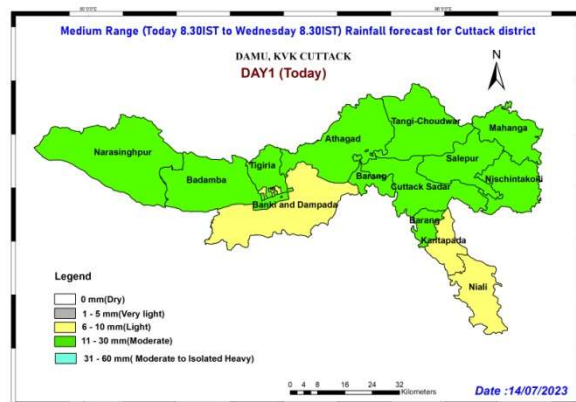 Medium Range (Today 8.30IST to Wednesday 8.30IST) Rainfall forecast for Cuttack district
DAMU, KVK CUTTACK
DAY1 (Today)
N
Tangi-Choudwar
Mahanga
Athagad
Narasinghpur
Salepur
Tigiria
Badamba
Barang
Nischintakoili
Cuttack Sadar
Banki and Dampada
Barang
Kantapada
Niali
Legend
0 mm(Dry)
1 - 5 mm(Very light)
6 - 10 mm(Light)
11 - 30 mm(Moderate)
31 - 60 mm( Moderate to Isolated Heavy)
0 4 8 16 24 32
Kilometers
Date :14/07/2023